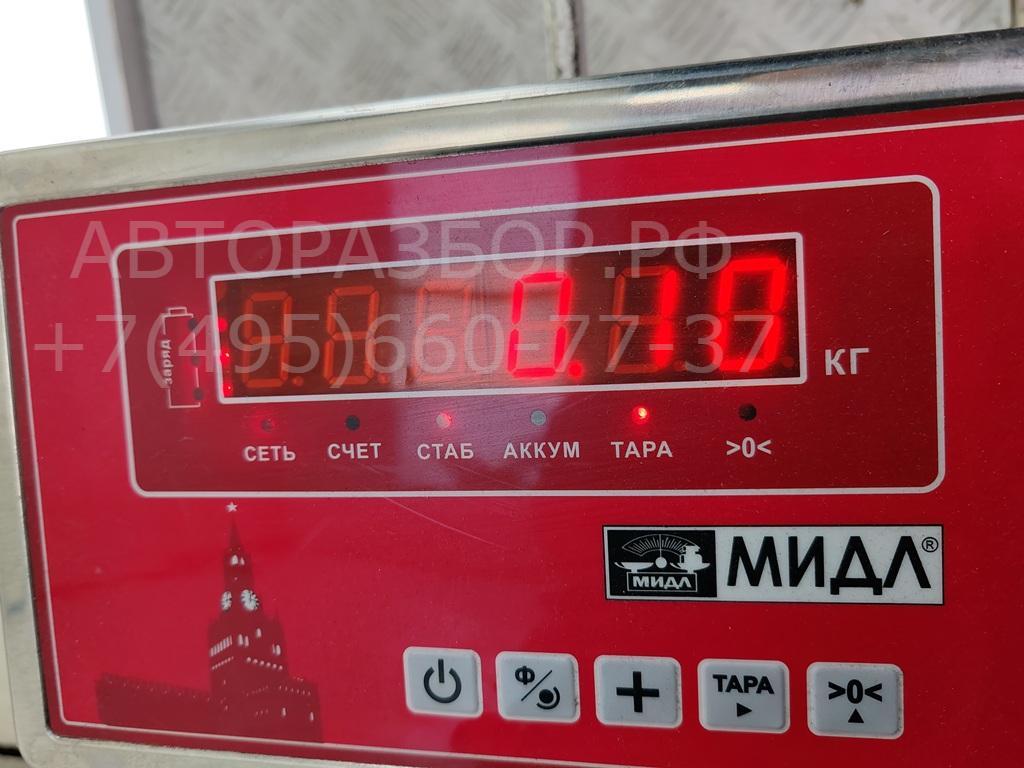 АВТОРАЗБОР.РФ
+7(495)660-77-37
заряд
0.10
КГ
СЕТЬ СЧЕТ СТАБ АККУМ ТАРА >0<
МИДЛ МИДЛ®
Ф
ТАРА >0<